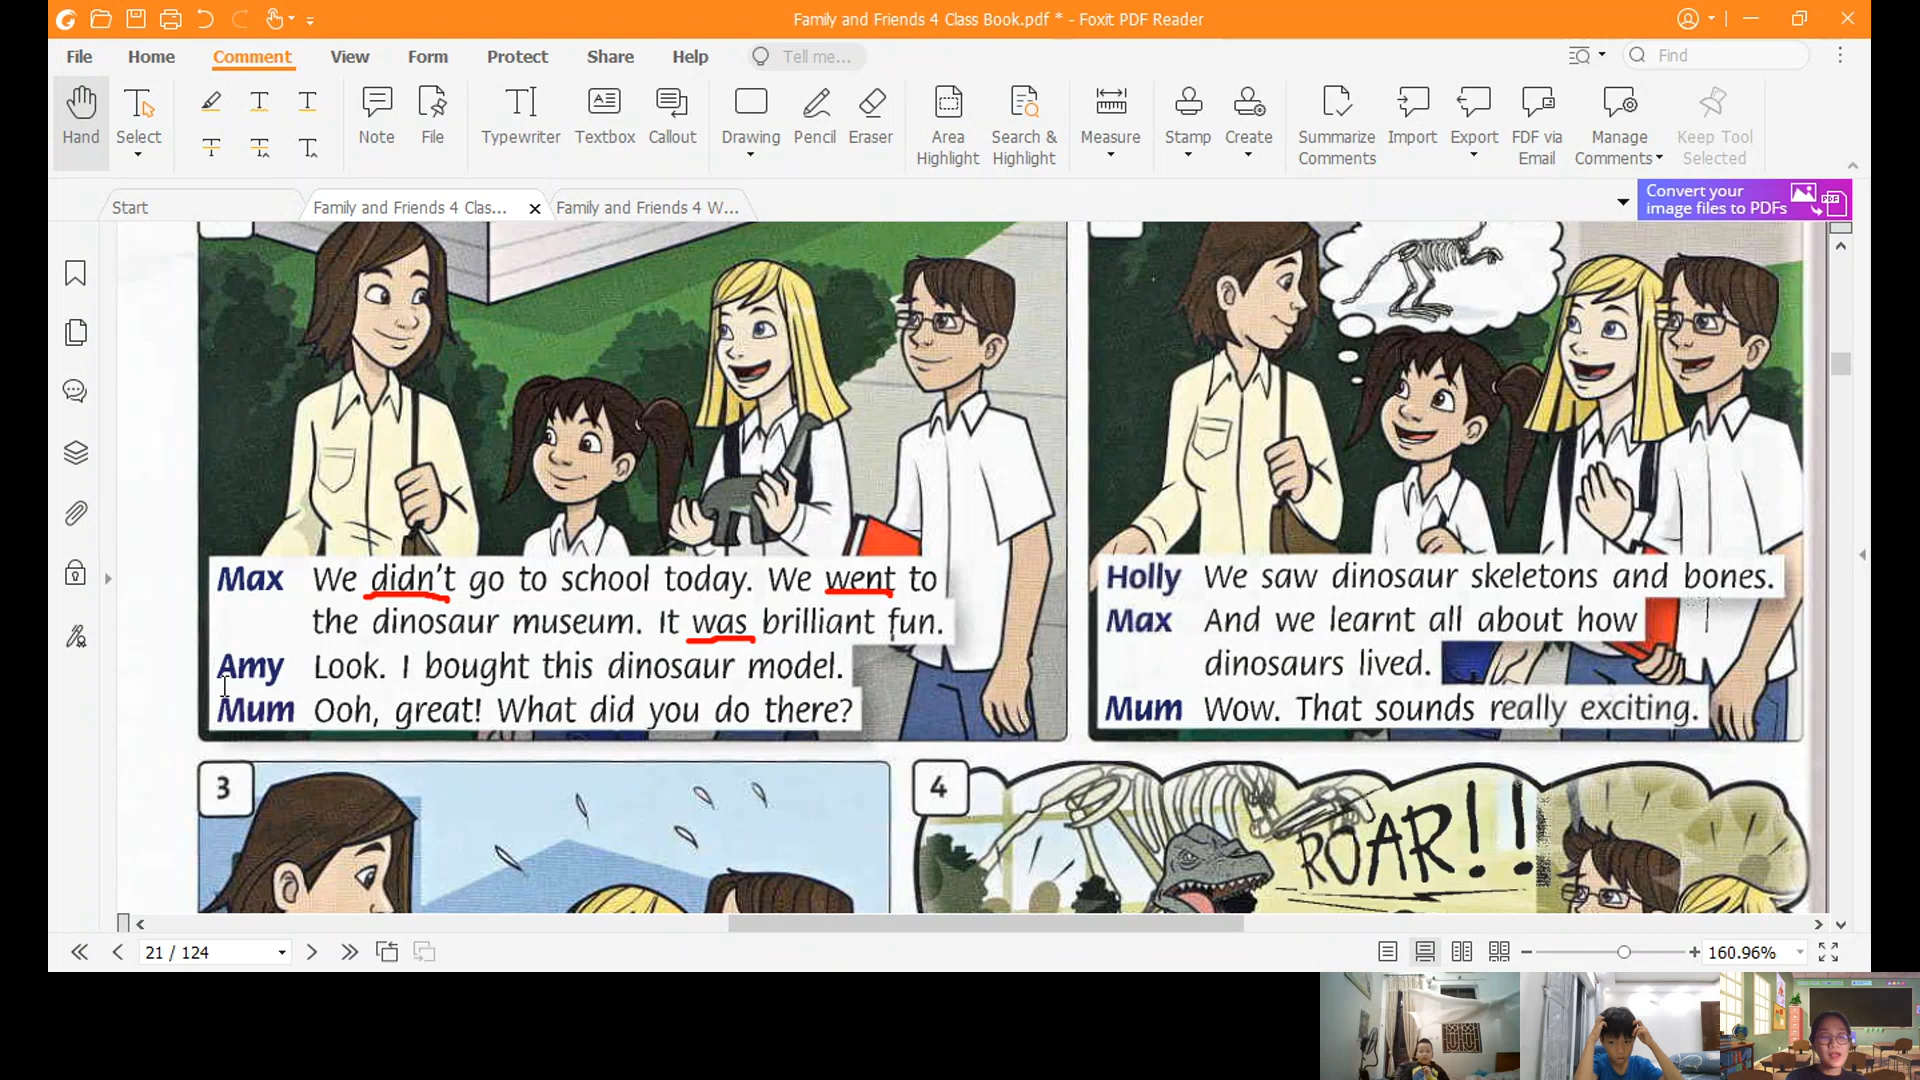 Family and Friends 4 Class Book.pdf * - Foxit PDF Reader
File Home Comment View Form Protect Share Help Tell me... Find
Hand Select Note File Typewriter Textbox Callout Drawing Pencil Eraser Area Highlight Search & Highlight Measure Stamp Create Summarize Comments Import Export FDF via Email Manage Comments Keep Tool Selected
Start Family and Friends 4 Clas... Family and Friends 4 W...
Convert your
image files to PDFs
PDF
Max We didn't go to school today. We went to
the dinosaur museum. It was brilliant fun.
Amy Look. I bought this dinosaur model.
Mum Ooh, great! What did you do there?
Holly We saw dinosaur skeletons and bones.
Max And we learnt all about how
dinosaurs lived.
Mum Wow. That sounds really exciting.
3
4
ROAR!!
21 / 124
160.96%